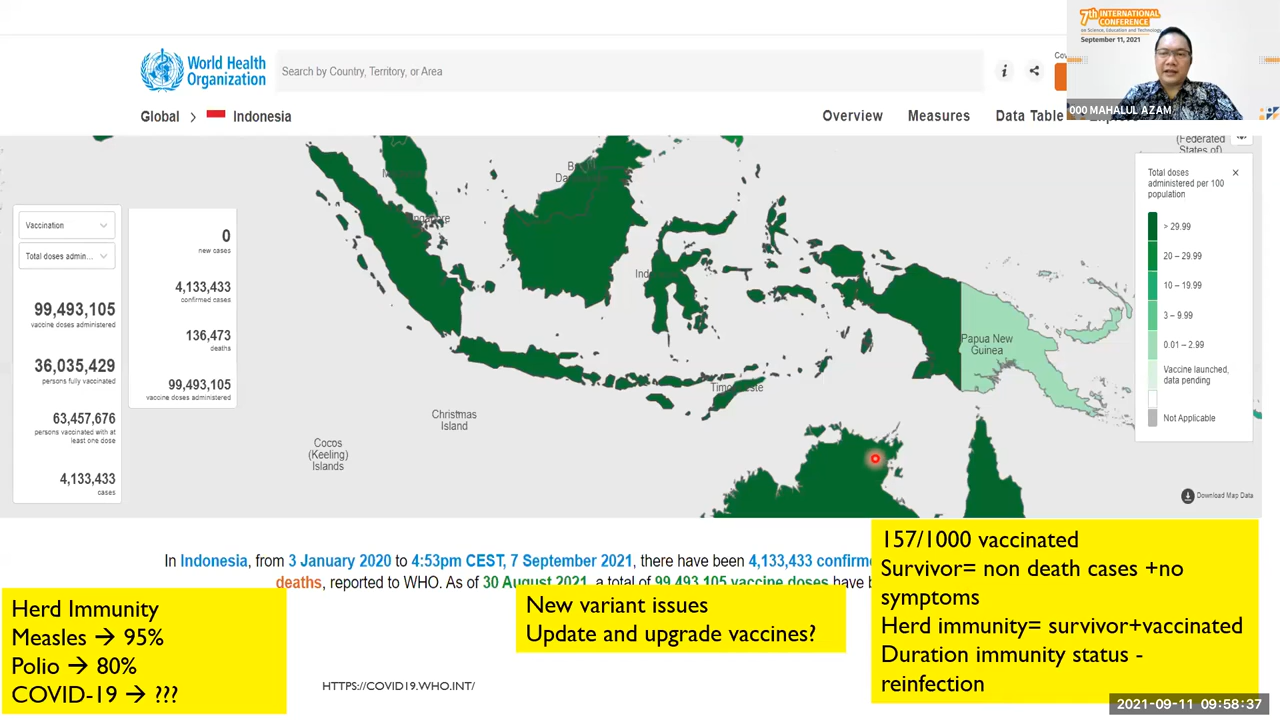 7th INTERNATIONAL
CONFERENCE
on Science, Education and Technology
September 11, 2021
000 MAHALUL AZAM
World Health
Organization
Search by Country, Territory, or Area
Global > Indonesia
Overview
Measures
Data Table
(Federated
States of)
Vaccination
Total doses admin...
99,493,105
vaccine doses administered
36,035,429
persons fully vaccinated
63,457,676
persons vaccinated with at
least one dose
4,133,433
cases
0
new cases
4,133,433
confirmed cases
136,473
deaths
99,493,105
vaccine doses administered
Papua New
Guinea
Christmas
Island
Cocos
(Keeling)
Islands
Total doses
administered per 100
population
> 29.99
20 – 29.99
10 – 19.99
3 – 9.99
0.01 – 2.99
Vaccine launched,
data pending
Not Applicable
Download Map Data
In Indonesia, from 3 January 2020 to 4:53pm CEST, 7 September 2021, there have been 4,133,433
deaths, reported to WHO. As of 30 August 2021, a total of 99,493,105 vaccine doses have
Herd Immunity
Measles → 95%
Polio → 80%
COVID-19 → ???
New variant issues
Update and upgrade vaccines?
157/1000 vaccinated
Survivor= non death cases +no
symptoms
Herd immunity= survivor+vaccinated
Duration immunity status -
reinfection
HTTPS://COVID19.WHO.INT/
2021-09-11 09:58:37